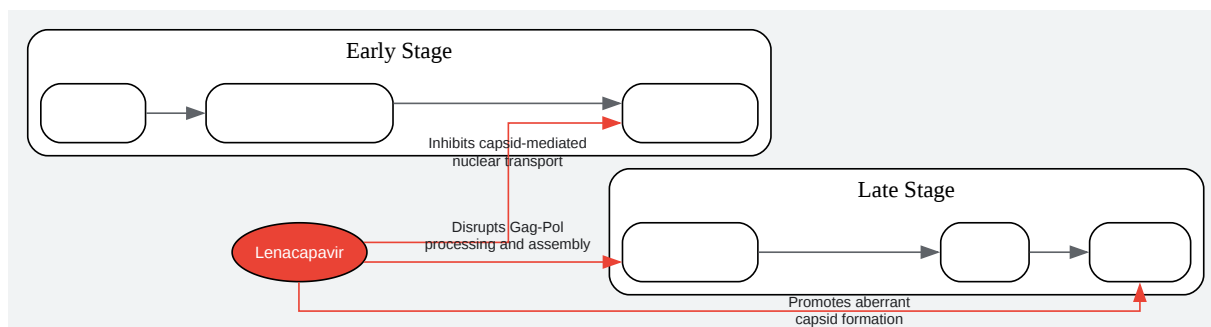 Early Stage
Inhibits capsid-mediated
nuclear transport
Late Stage
Disrupts Gag-Pol
processing and assembly
Lenacapavir
Promotes aberrant
capsid formation